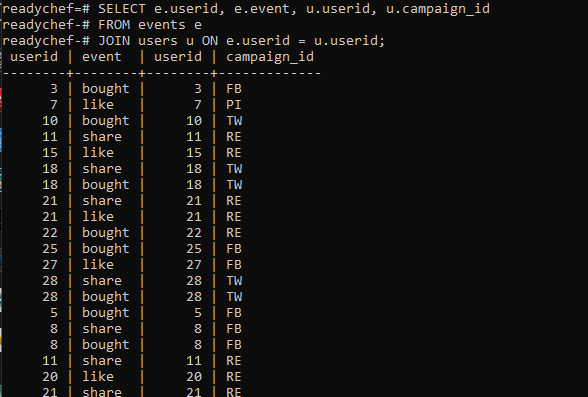 readychef=# SELECT e.userid, e.event, u.userid, u.campaign_id
readychef-# FROM events e
readychef-# JOIN users u ON e.userid = u.userid;
 userid | event  | userid | campaign_id
--------+--------+--------+-------------
      3 | bought |      3 | FB
      7 | like   |      7 | PI
     10 | bought |     10 | TW
     11 | share  |     11 | RE
     15 | like   |     15 | RE
     18 | share  |     18 | TW
     18 | bought |     18 | TW
     21 | share  |     21 | RE
     21 | like   |     21 | RE
     22 | bought |     22 | RE
     25 | bought |     25 | FB
     27 | like   |     27 | FB
     28 | share  |     28 | TW
     28 | bought |     28 | TW
      5 | bought |      5 | FB
      8 | share  |      8 | FB
      8 | bought |      8 | FB
     11 | share  |     11 | RE
     20 | like   |     20 | RE
     21 | share  |     21 | RE